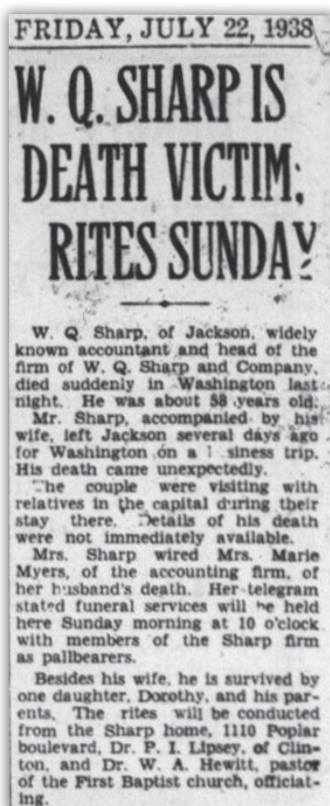 FRIDAY, JULY 22, 1938
W. Q. SHARP IS
DEATH VICTIM;
RITES SUNDAY
W. Q. Sharp, of Jackson, widely
known accountant and head of the
firm of W. Q. Sharp and Company,
died suddenly in Washington last
night. He was about 58 years old.
Mr. Sharp, accompanied by his
wife, left Jackson several days ago
for Washington on a siness trip.
His death came unexpectedly.
The couple were visiting with
relatives in the capital during their
stay there. Details of his death
were not immediately available.
Mrs. Sharp wired Mrs. Marie
Myers, of the accounting firm, of
her husband's death. Her telegram
stated funeral services will be held
here Sunday morning at 10 o'clock
with members of the Sharp firm
as pallbearers.
Besides his wife, he is survived by
one daughter, Dorothy, and his par-
ents. The rites will be conducted
from the Sharp home, 1110 Poplar
boulevard, Dr. P. I. Lipsey, of Clin-
ton, and Dr. W. A. Hewitt, pastor
of the First Baptist church, officiat-
ing.